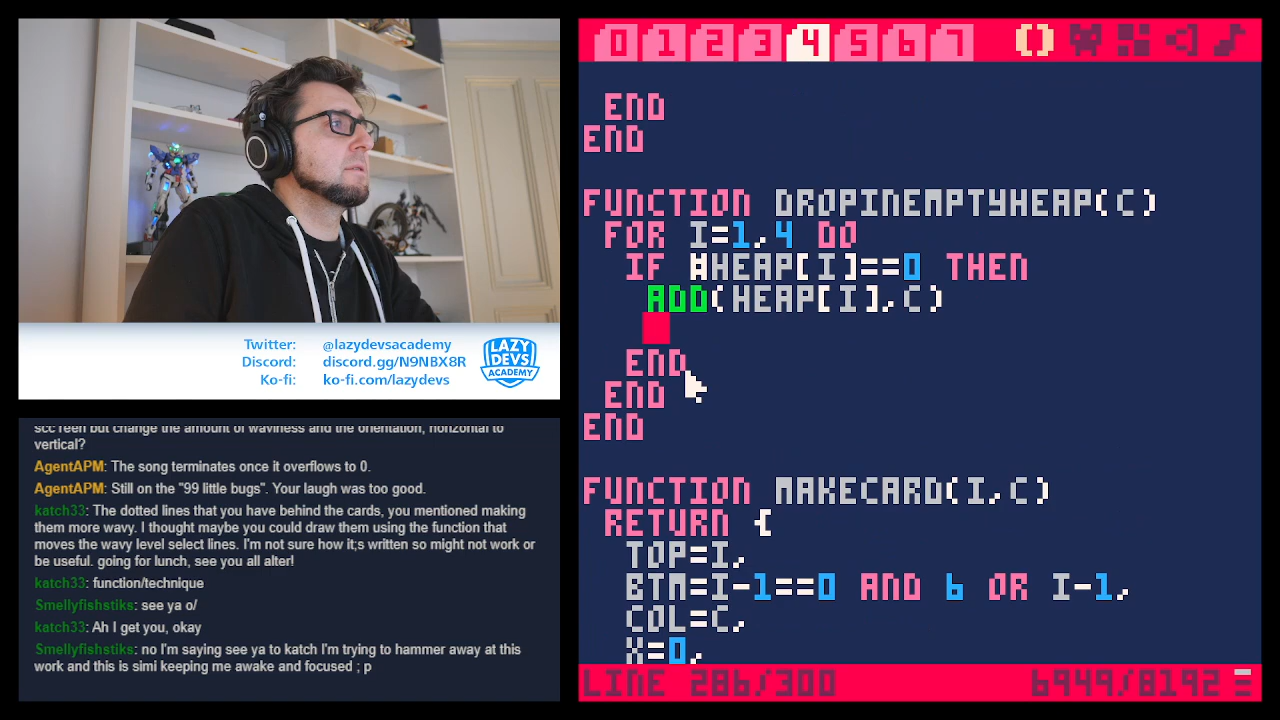 Twitter: @lazydevsacademy
Discord: discord.gg/N9NBX8R
Ko-fi: ko-fi.com/lazydevs
LAZY
DEVS
ACADEMY
vertical?
AgentAPM: The song terminates once it overflows to 0.
AgentAPM: Still on the "99 little bugs". Your laugh was too good.
katch33: The dotted lines that you have behind the cards, you mentioned making
them more wavy. I thought maybe you could draw them using the function that
moves the wavy level select lines. I'm not sure how it;s written so might not work or
be useful. going for lunch, see you all alter!
katch33: function/technique
Smellyfishstiks: see ya o/
katch33: Ah I get you, okay
Smellyfishstiks: no I'm saying see ya to katch I'm trying to hammer away at this
work and this is simi keeping me awake and focused ; p
0 1 2 3 4 5 6 7 ()
END
END
FUNCTION DROPINEMPTYHEAP(C)
FOR I=1,4 DO
IF #HEAP[I]==0 THEN
ADD(HEAP[I],C)
END
END
END
FUNCTION MAKECARD(I,C)
RETURN {
TOP=I,
BTM=I-1==0 AND 6 OR I-1,
COL=C,
X=0,
LINE 286/300 6949/8192